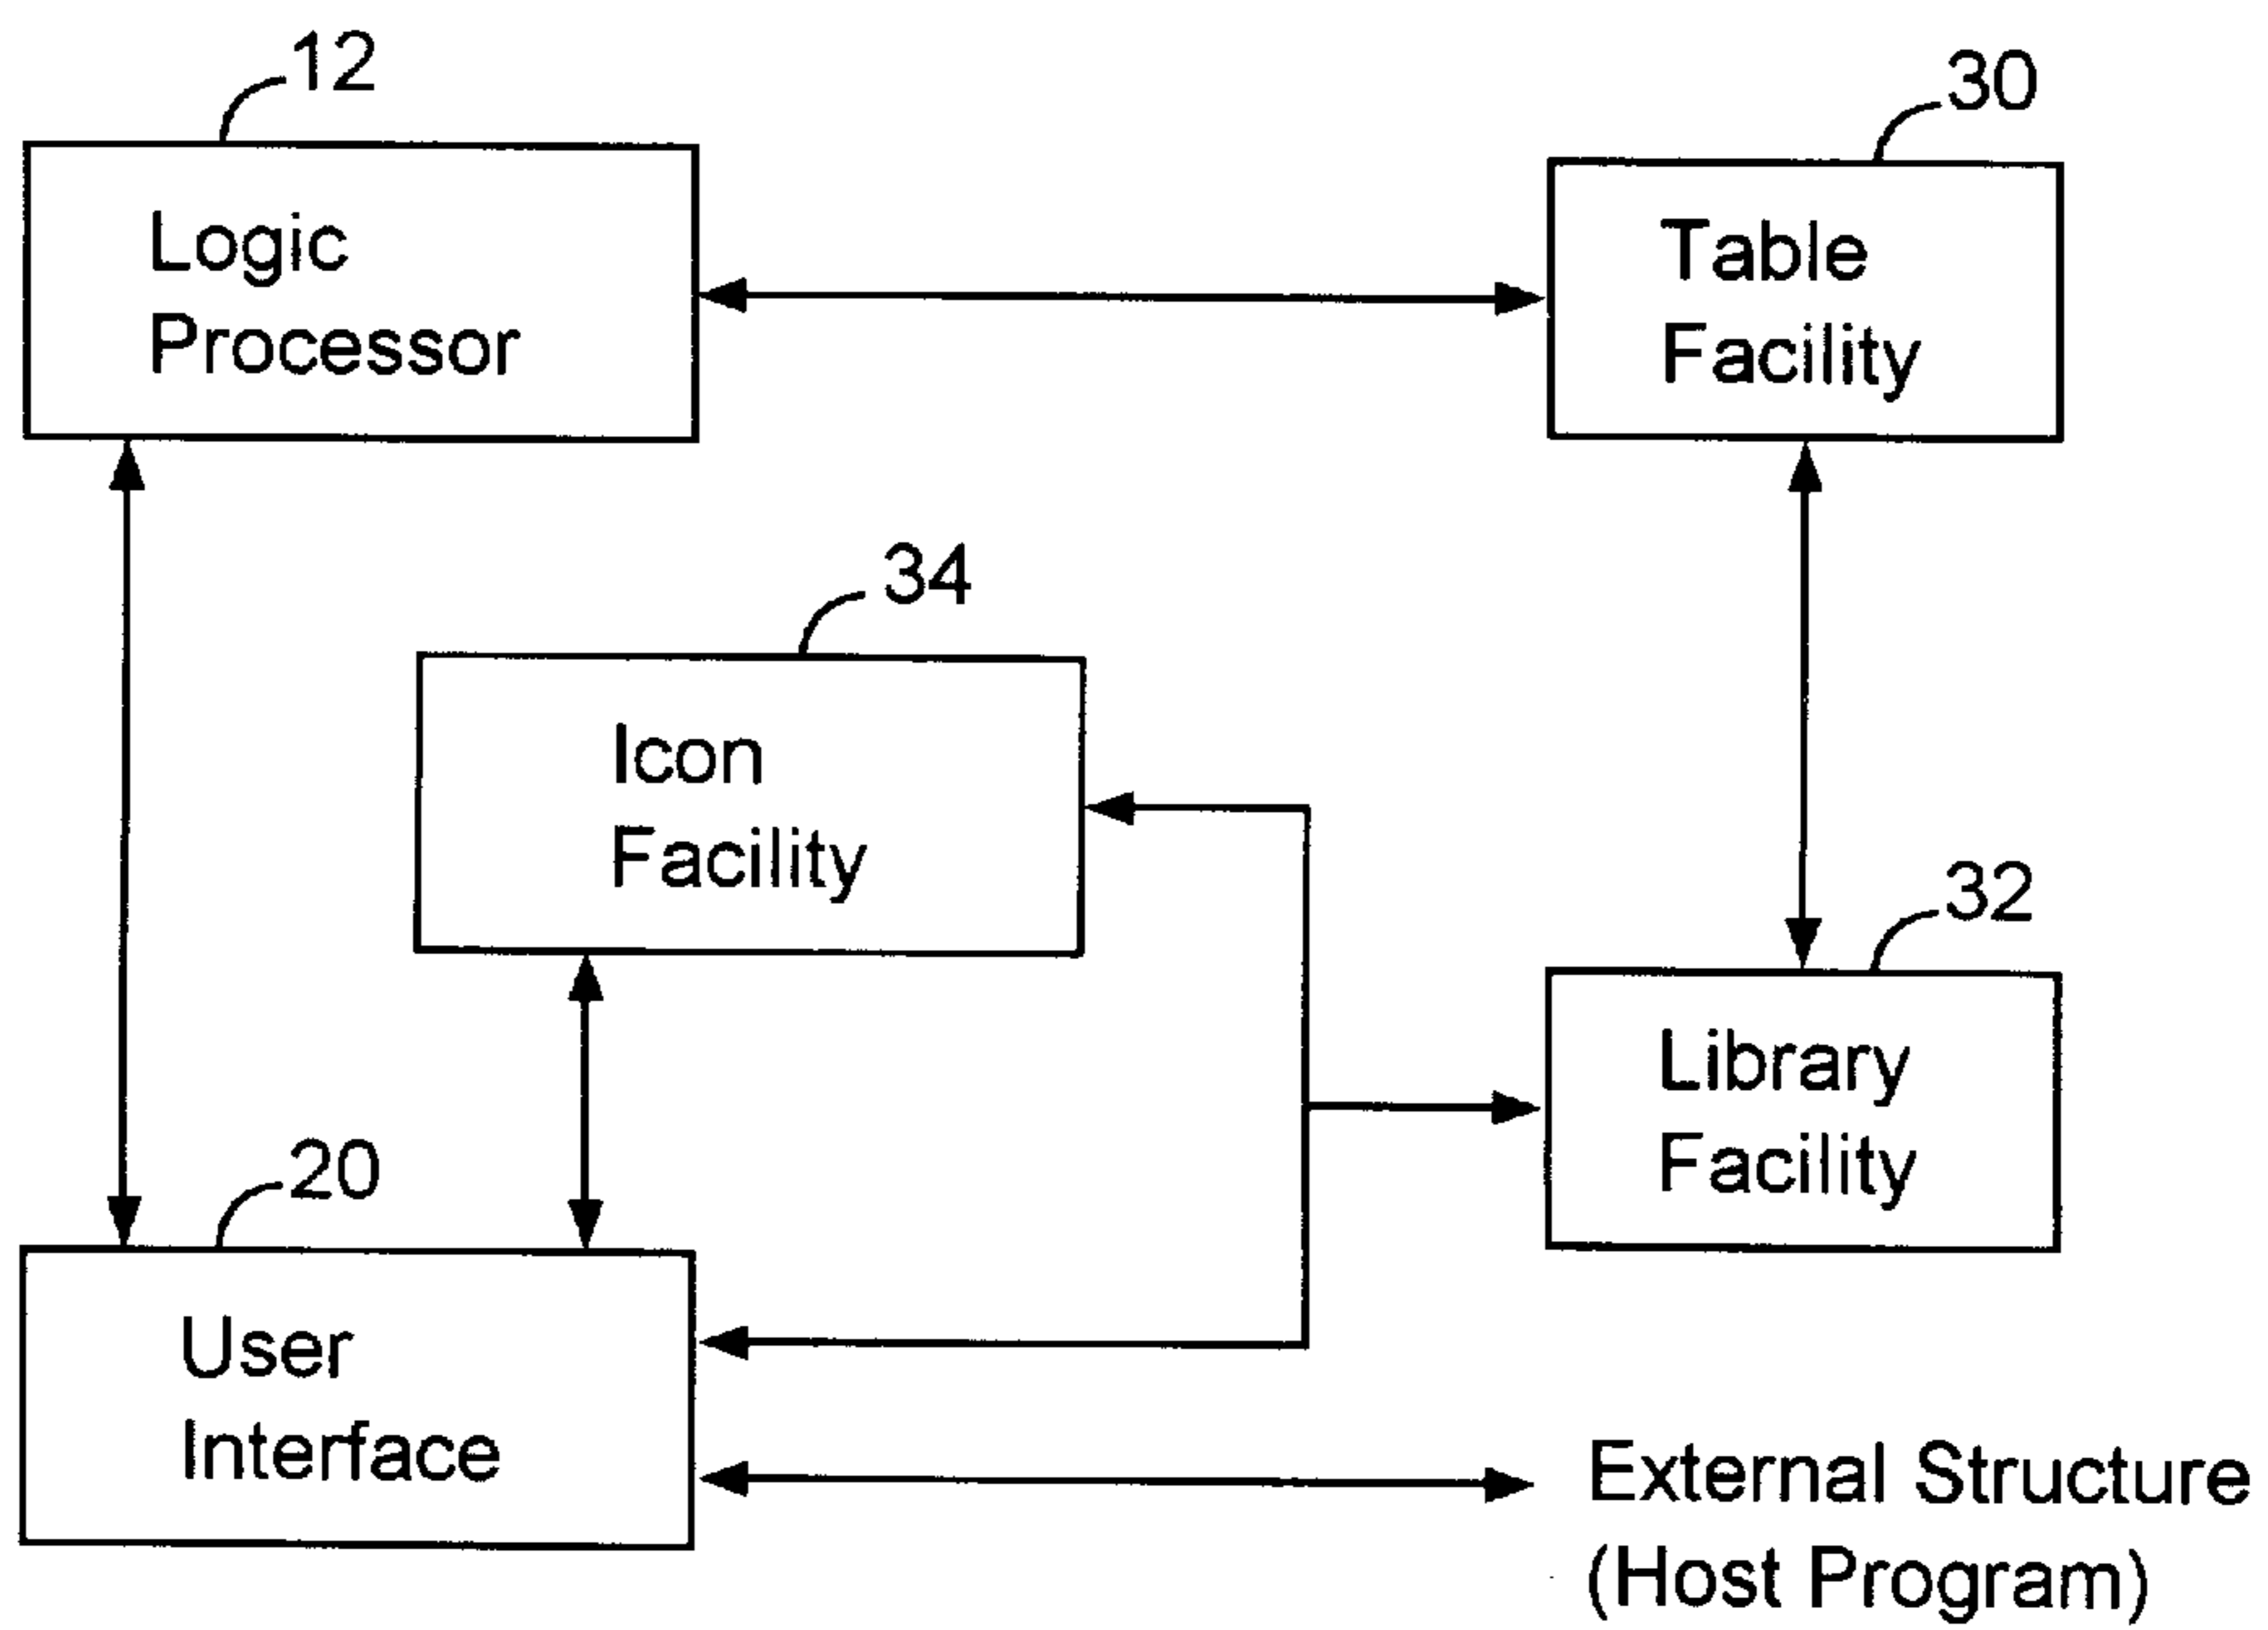 12
Logic
Processor
30
Table
Facility
34
Icon
Facility
32
Library
Facility
20
User
Interface
External Structure
(Host Program)